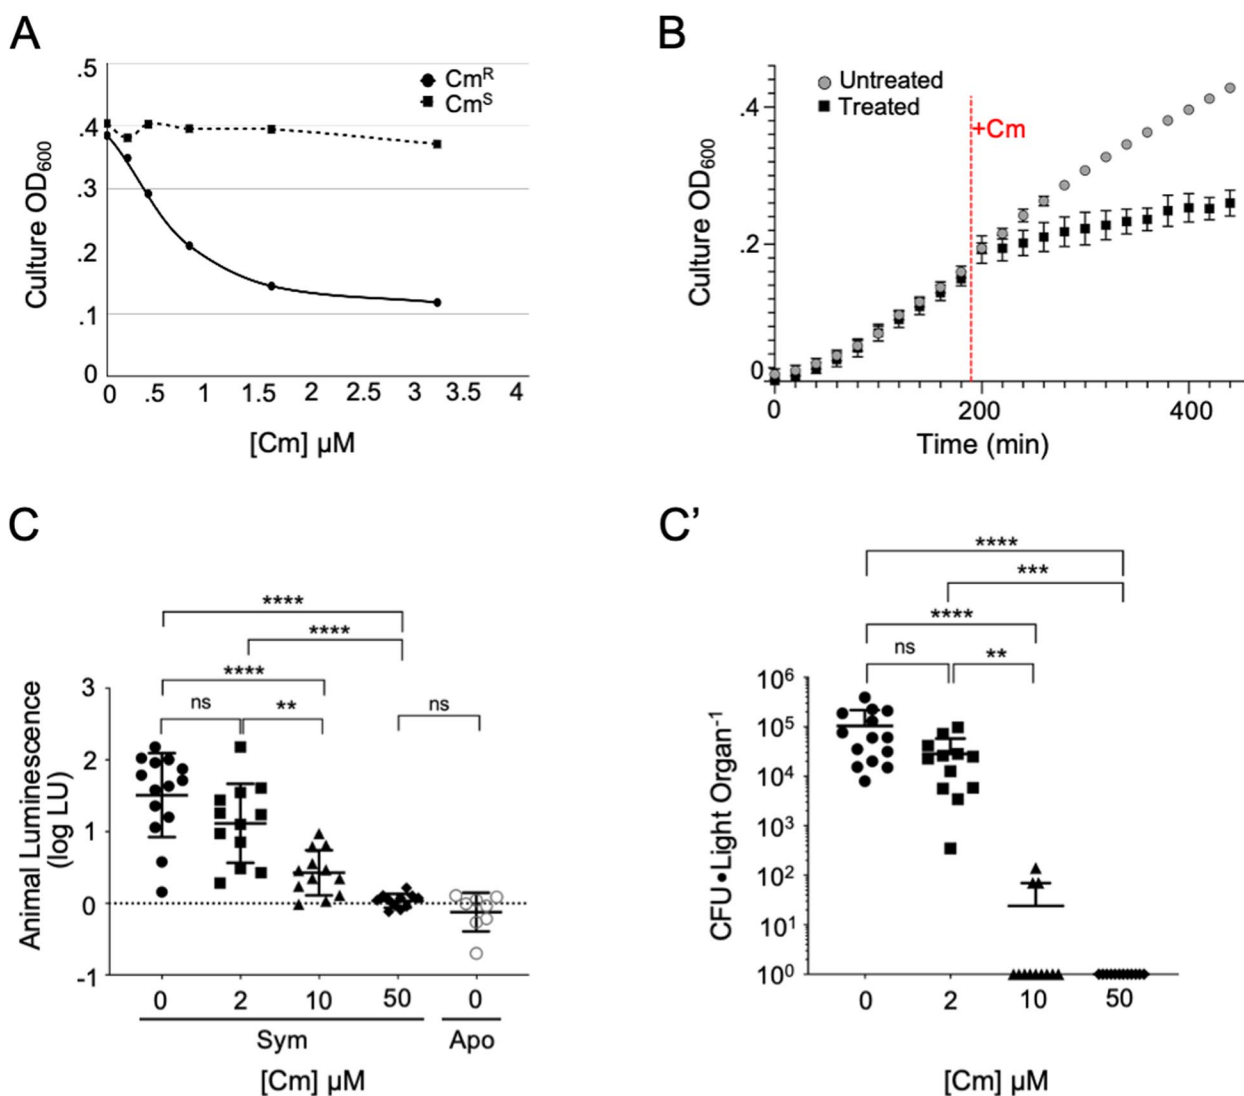 A
.5
.4
.3
.2
.1
0
Culture OD600
Cm^R
Cm^S
0 .5 1 1.5 2 2.5 3 3.5 4
[Cm] µM
B
.4
.2
0
Culture OD600
Untreated
Treated
+Cm
0 200 400
Time (min)
C
****
****
****
ns
**
ns
3
2
1
0
-1
Animal Luminescence
(log LU)
0 2 10 50 0
Sym Apo
[Cm] µM
C'
****
***
****
ns
**
10^6
10^5
10^4
10^3
10^2
10^1
10^0
CFU•Light Organ^-1
0 2 10 50
[Cm] µM